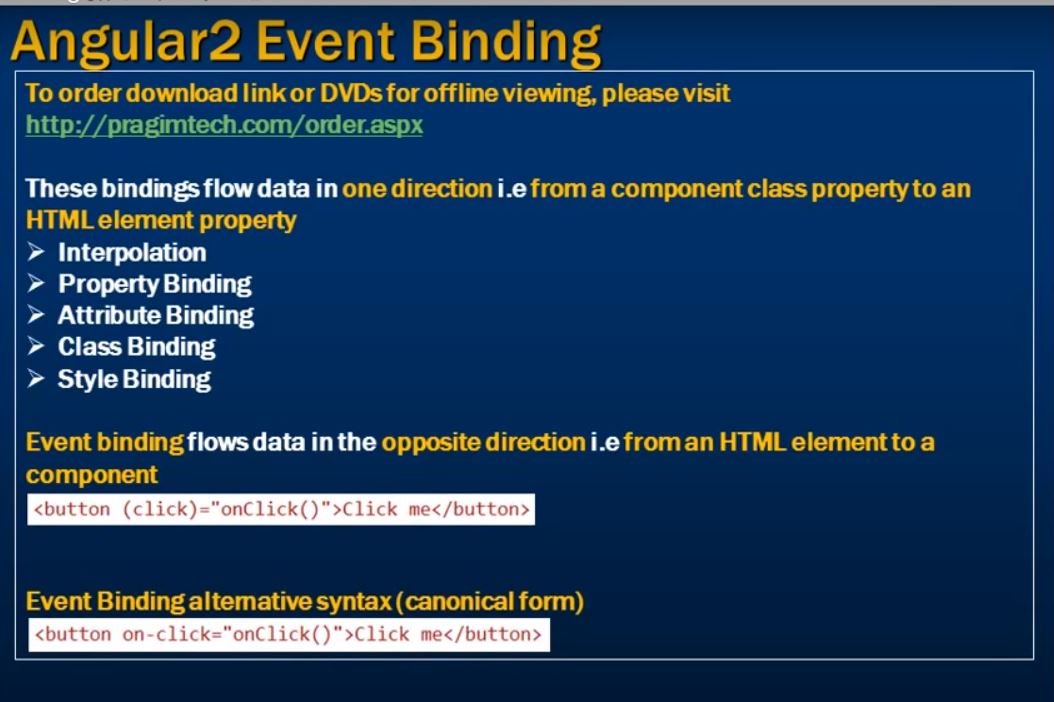 Angular2 Event Binding
To order download link or DVDs for offline viewing, please visit
http://pragimtech.com/order.aspx
These bindings flow data in one direction i.e from a component class property to an
HTML element property
➢ Interpolation
➢ Property Binding
➢ Attribute Binding
➢ Class Binding
➢ Style Binding
Event binding flows data in the opposite direction i.e from an HTML element to a
component
<button (click)="onClick()">Click me</button>
Event Binding alternative syntax (canonical form)
<button on-click="onClick()">Click me</button>